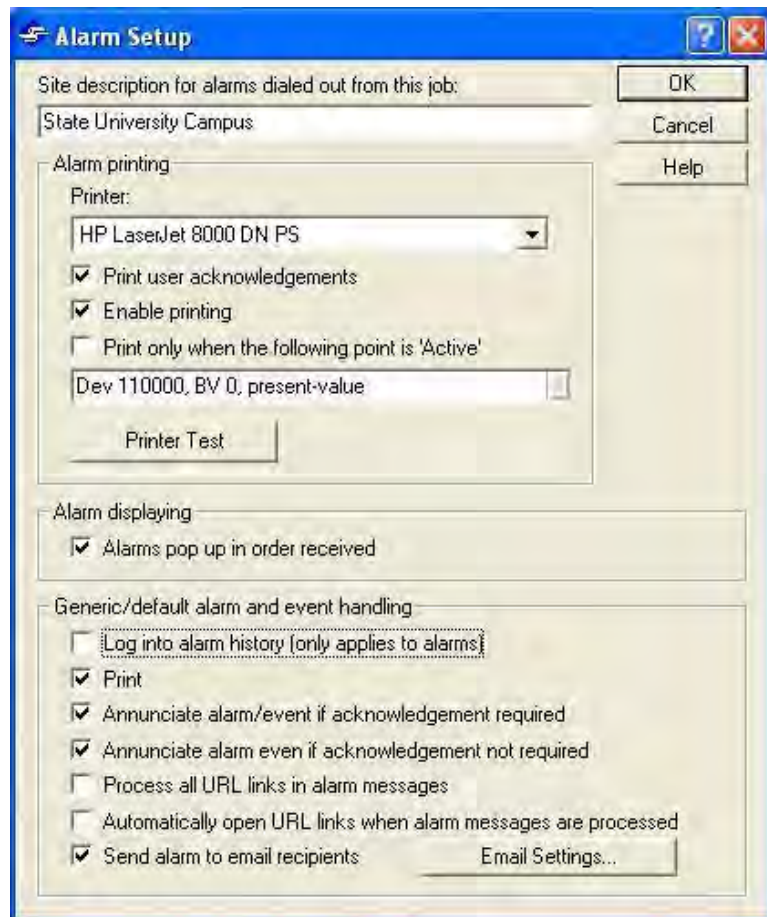 Alarm Setup
Site description for alarms dialed out from this job:
OK
State University Campus
Cancel
Alarm printing
Help
Printer:
HP LaserJet 8000 DN PS
Print user acknowledgements
Enable printing
Print only when the following point is 'Active'
Dev 110000, BV 0, present-value
Printer Test
Alarm displaying
Alarms pop up in order received
Generic/default alarm and event handling
Log into alarm history (only applies to alarms)
Print
Annunciate alarm/event if acknowledgement required
Annunciate alarm even if acknowledgement not required
Process all URL links in alarm messages
Automatically open URL links when alarm messages are processed
Send alarm to email recipients
Email Settings...